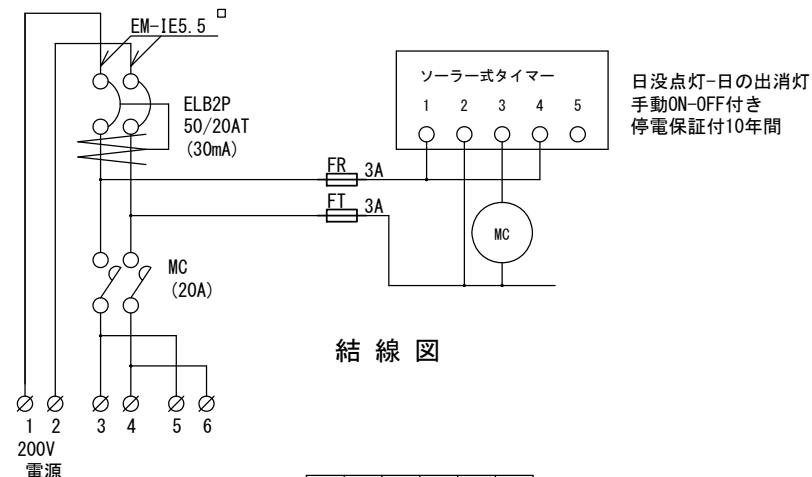 EM-IE5.5□
ELB2P
50/20AT
(30mA)
ソーラー式タイマー
1 2 3 4 5
日没点灯-日の出消灯
手動ON-OFF付き
停電保証付10年間
FR 3A
FT 3A
MC
MC
(20A)
結線図
1 2 3 4 5 6
200V
電源